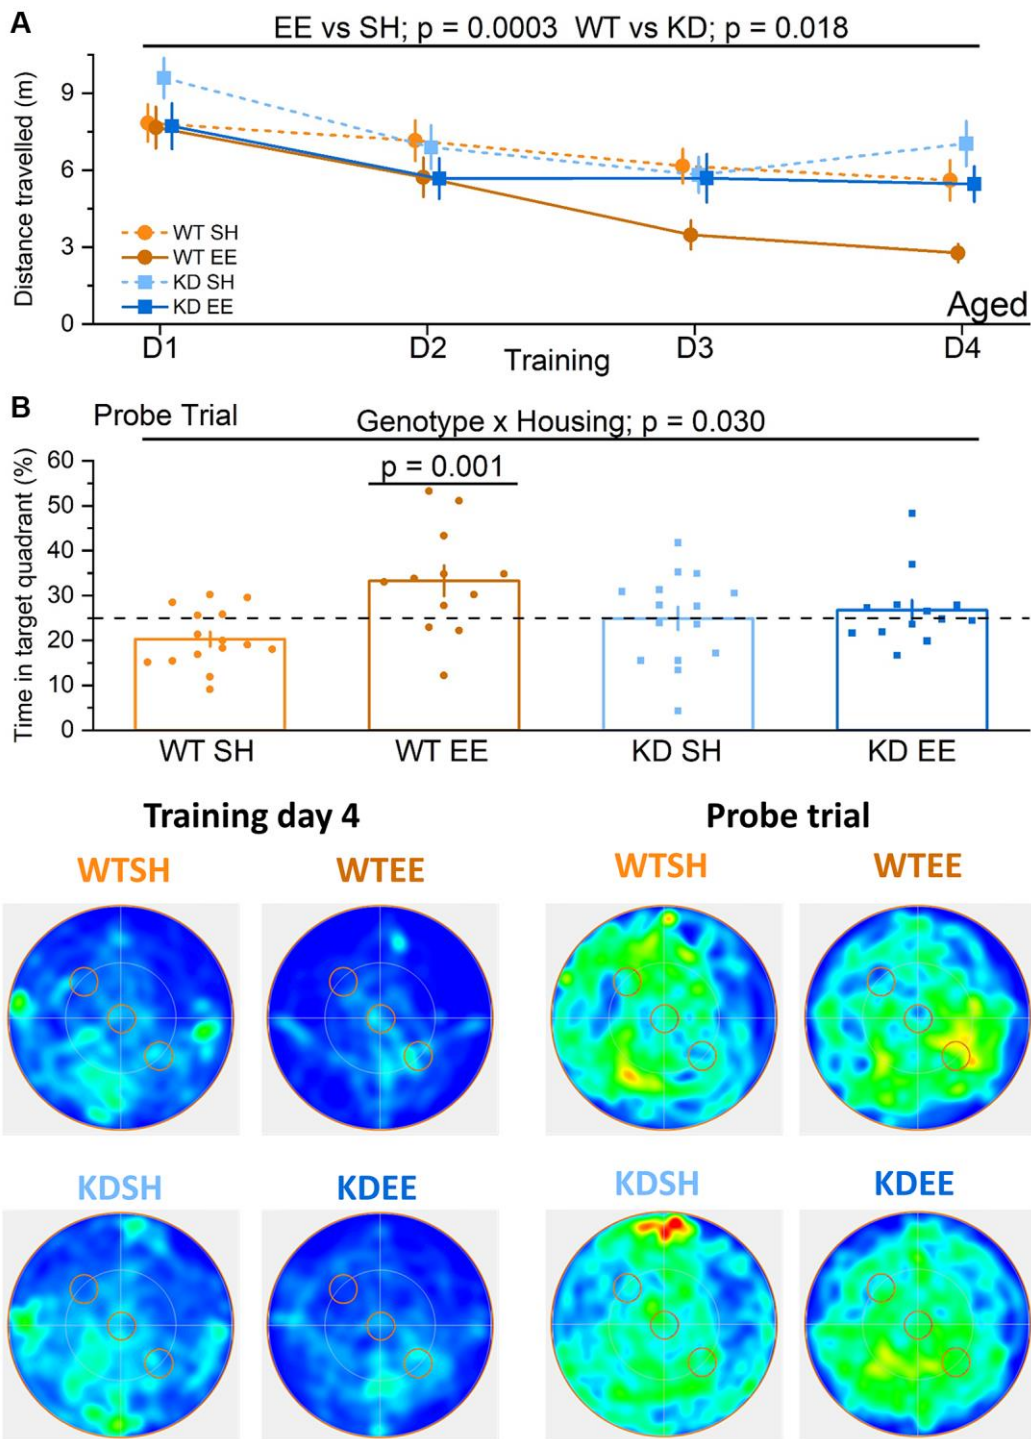 A
EE vs SH; p = 0.0003 WT vs KD; p = 0.018
Distance travelled (m)
9
6
3
0
WT SH
WT EE
KD SH
KD EE
Aged
D1
D2
D3
D4
Training
B
Probe Trial
Genotype x Housing; p = 0.030
p = 0.001
Time in target quadrant (%)
60
50
40
30
20
10
0
WT SH
WT EE
KD SH
KD EE
Training day 4
Probe trial
WTSH
WTEE
WTSH
WTEE
KDSH
KDEE
KDSH
KDEE